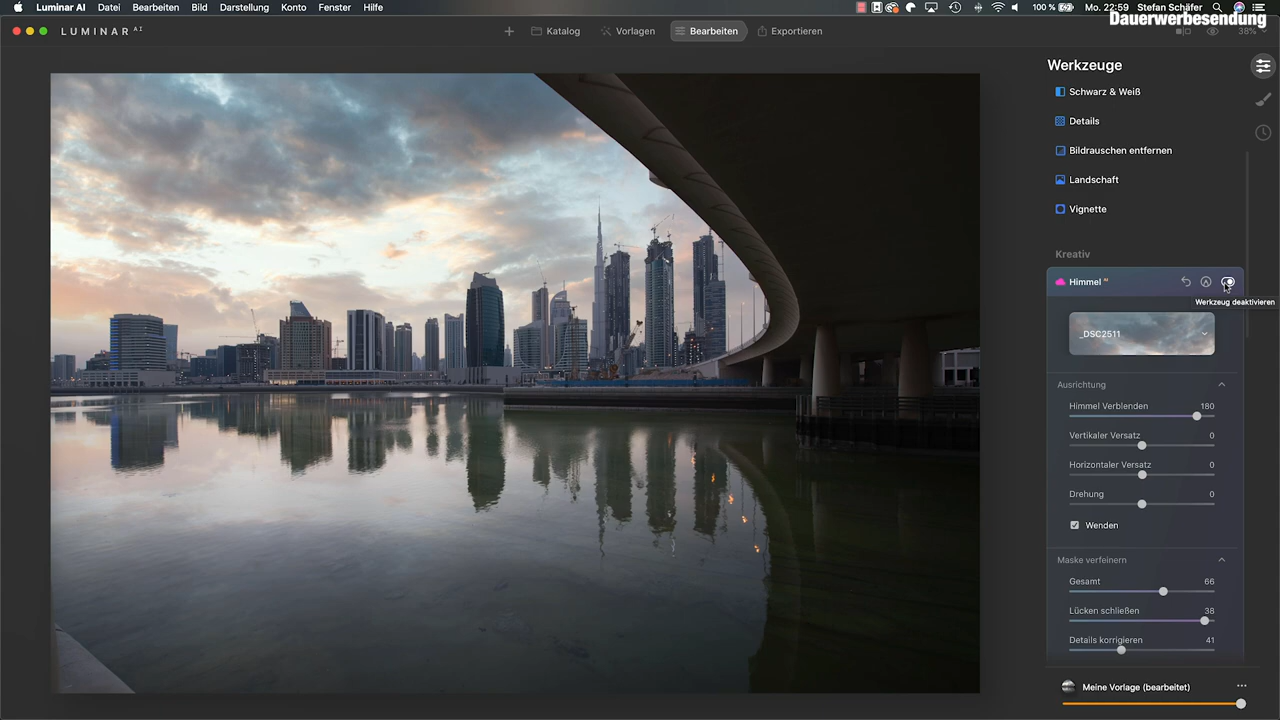 Luminar AI Datei Bearbeiten Bild Darstellung Konto Fenster Hilfe 100 % Mo. 22:59 Stefan Schäfer
Dauerwerbesendung
LUMINAR AI Katalog Vorlagen Bearbeiten Exportieren 38%
Werkzeuge
Schwarz & Weiß
Details
Bildrauschen entfernen
Landschaft
Vignette
Kreativ
Himmel AI
Werkzeug deaktivieren
_DSC2511
Ausrichtung
Himmel Verblenden 180
Vertikaler Versatz 0
Horizontaler Versatz 0
Drehung 0
Wenden
Maske verfeinern
Gesamt 66
Lücken schließen 38
Details korrigieren 41
Meine Vorlage (bearbeitet)